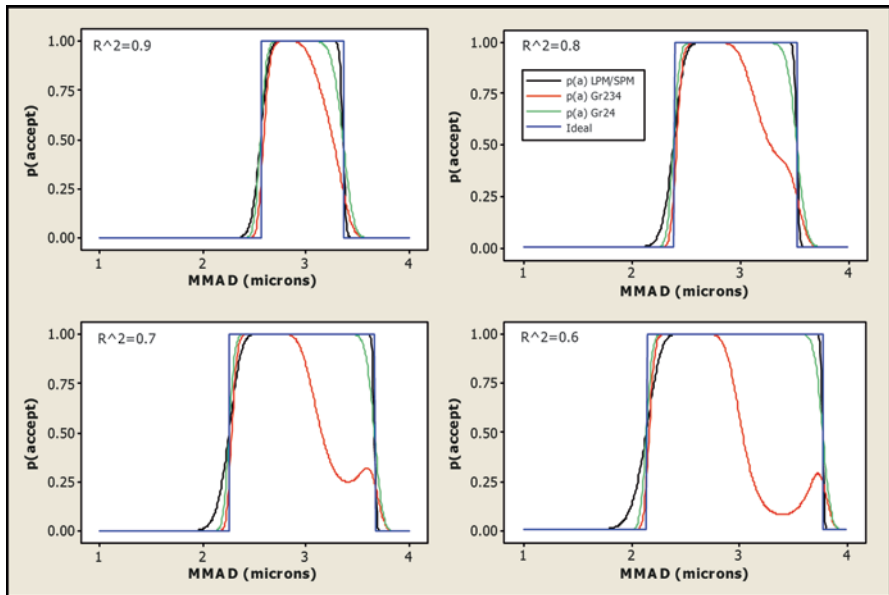 R^2=0.9
1.00
0.75
0.50
0.25
0.00
p(accept)
1 2 3 4
MMAD (microns)
R^2=0.8
p(a) LPM/SPM
p(a) Gr234
p(a) Gr24
Ideal
1.00
0.75
0.50
0.25
0.00
p(accept)
1 2 3 4
MMAD (microns)
R^2=0.7
1.00
0.75
0.50
0.25
0.00
p(accept)
1 2 3 4
MMAD (microns)
R^2=0.6
1.00
0.75
0.50
0.25
0.00
p(accept)
1 2 3 4
MMAD (microns)